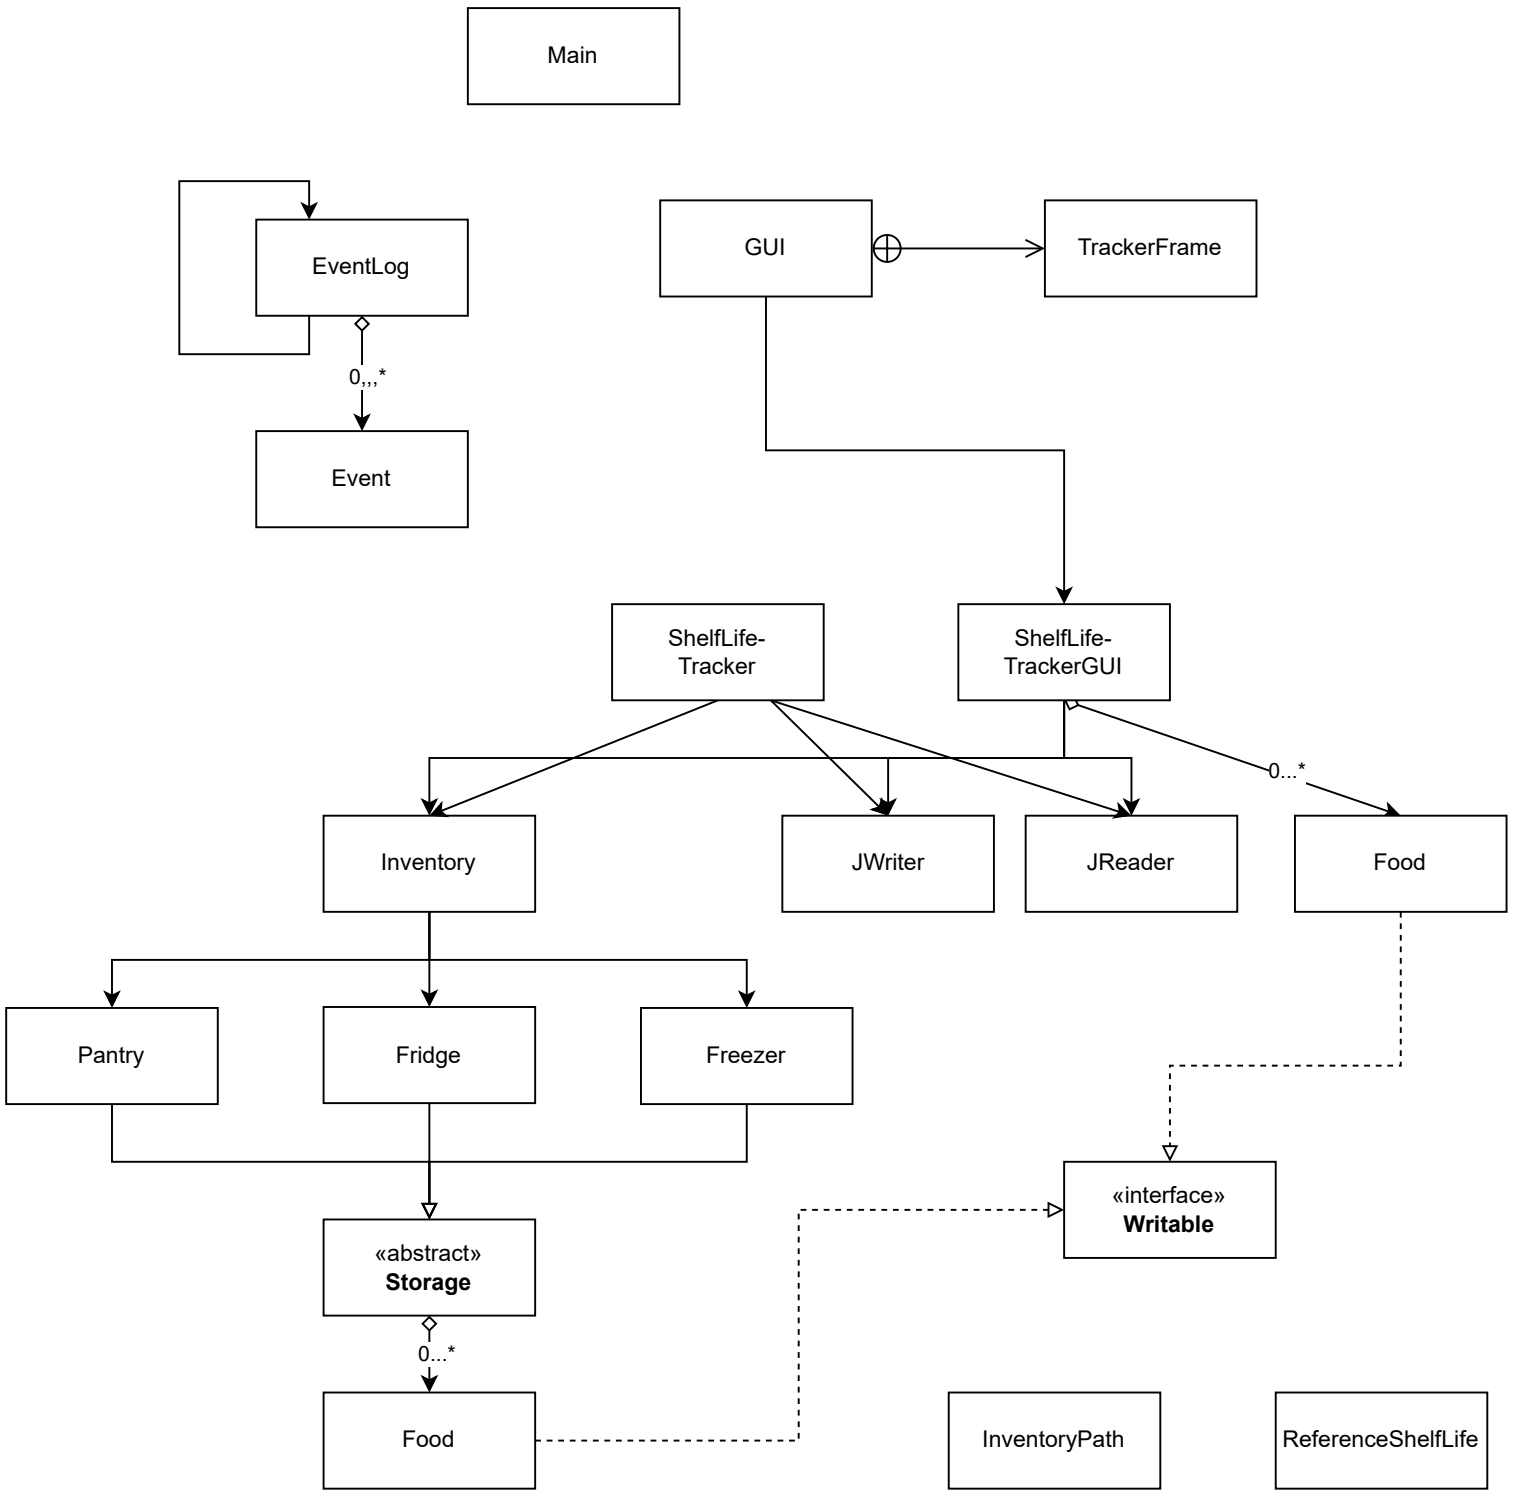 Main
GUI
TrackerFrame
EventLog
0,,,*
Event
ShelfLife-
Tracker
ShelfLife-
TrackerGUI
0...*
Inventory
JWriter
JReader
Food
Pantry
Fridge
Freezer
«interface»
Writable
«abstract»
Storage
0...*
Food
InventoryPath
ReferenceShelfLife